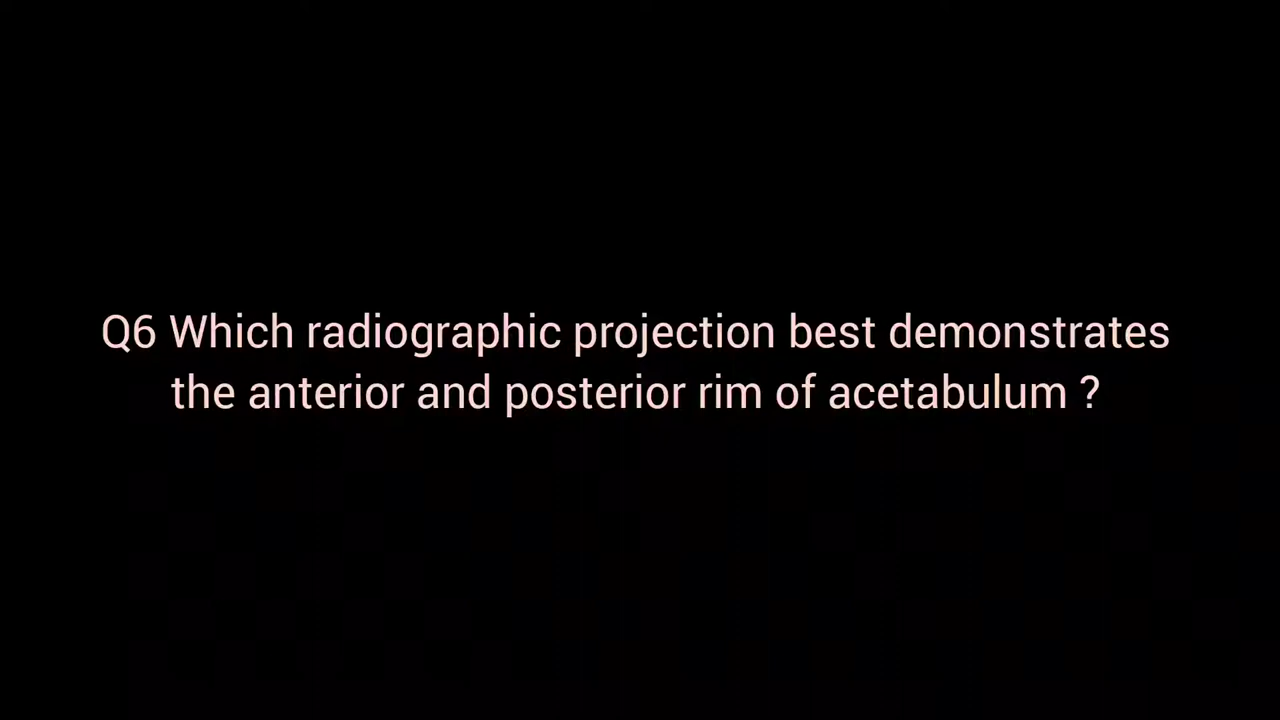 Q6 Which radiographic projection best demonstrates
the anterior and posterior rim of acetabulum ?